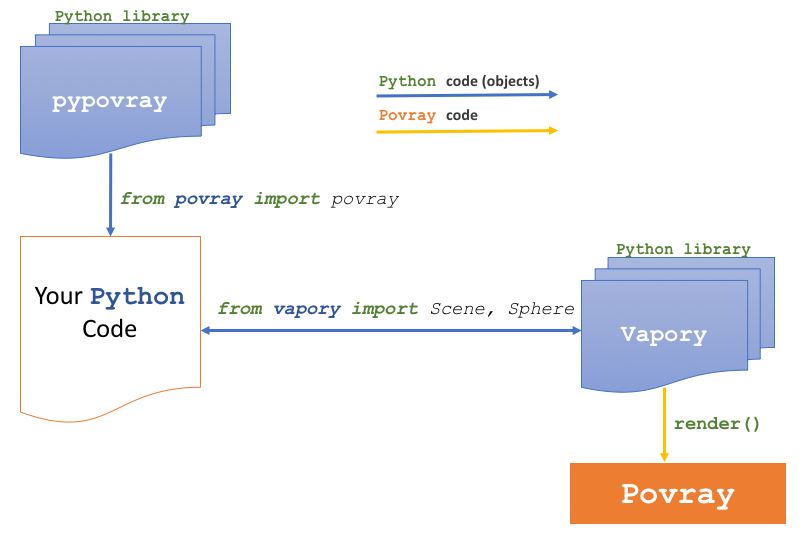 Python library
pypovray
Python code (objects)
Povray code
from povray import povray
Your Python
Code
from vapory import Scene, Sphere
Python library
Vapory
render()
Povray